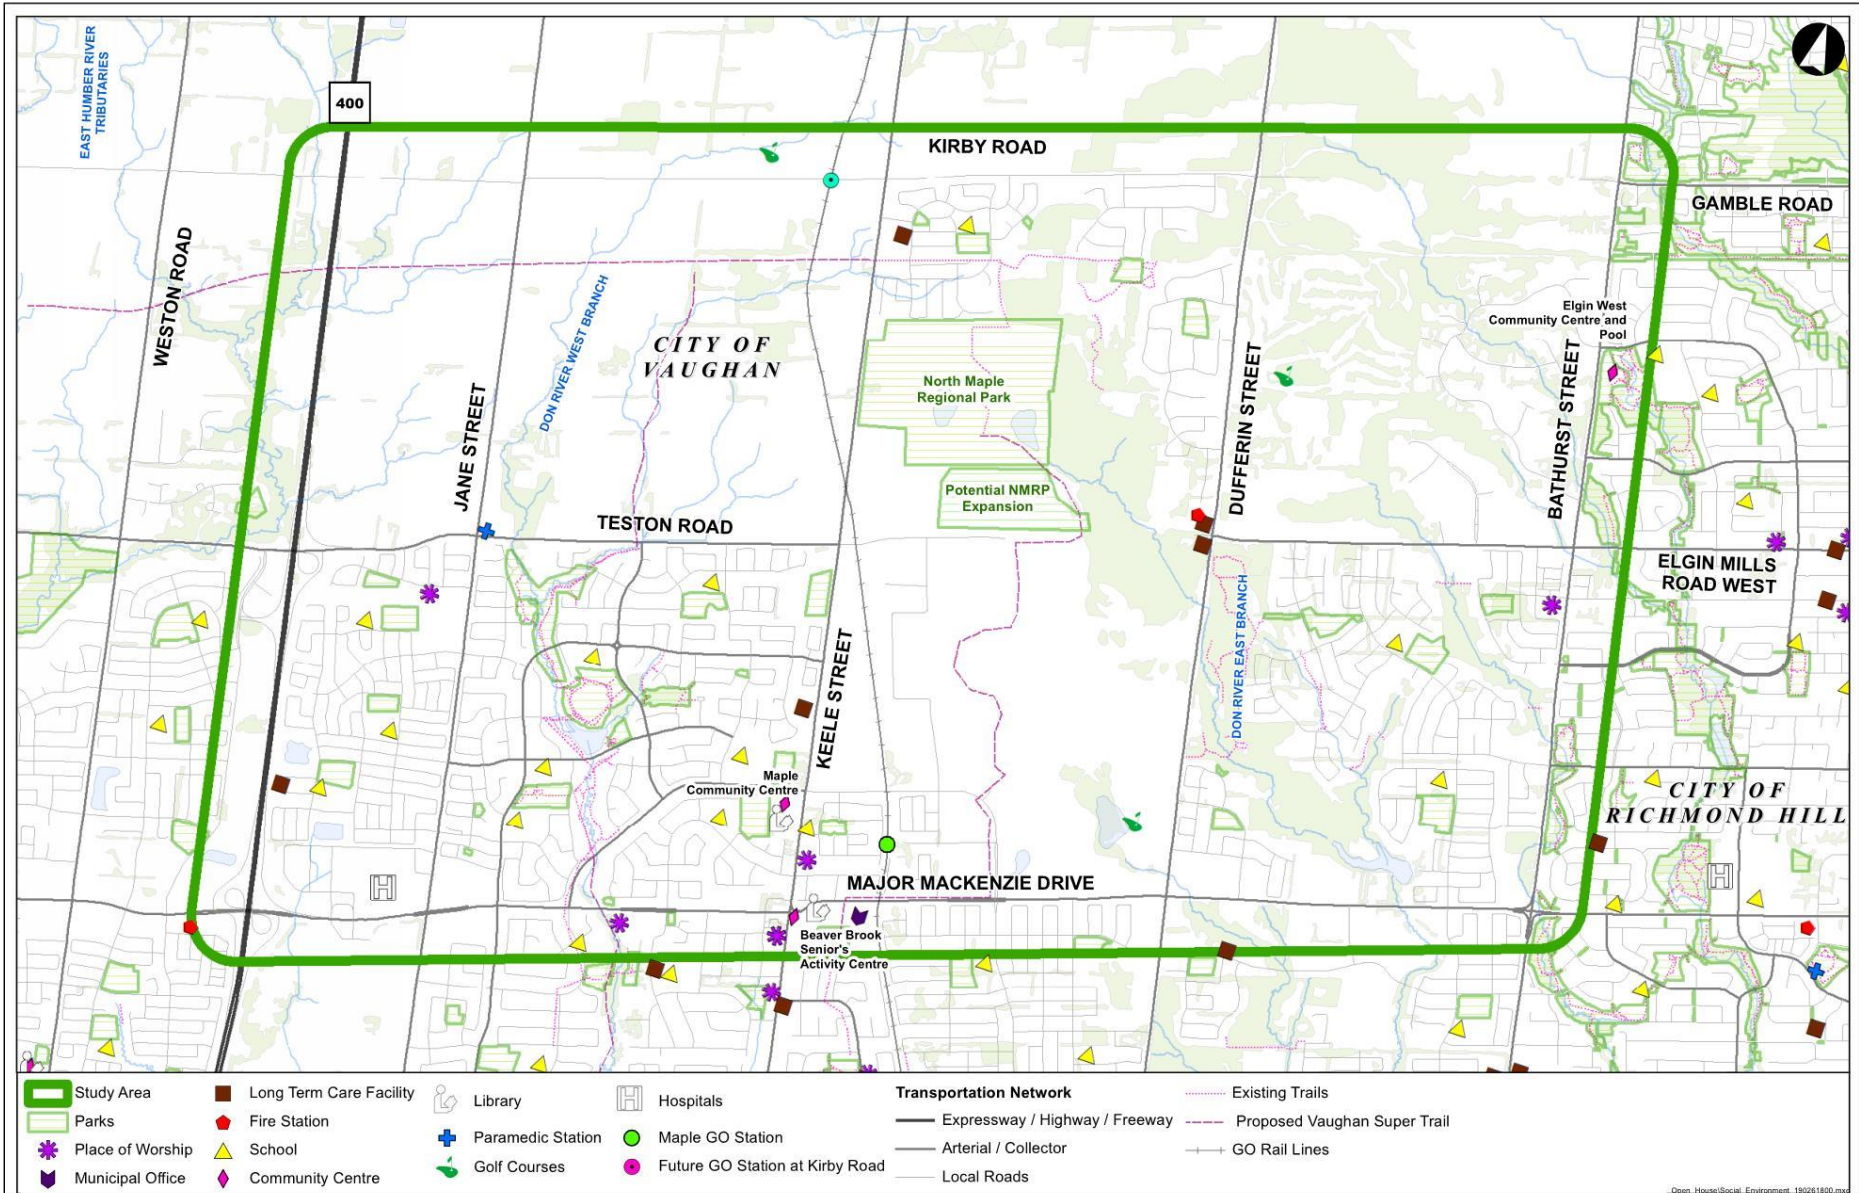 EAST HUMBER RIVER
TRIBUTARIES
400
KIRBY ROAD
GAMBLE ROAD
WESTON ROAD
DON RIVER WEST BRANCH
CITY OF
VAUGHAN
Elgin West
Community Centre and
Pool
North Maple
Regional Park
JANE STREET
DUFFERIN STREET
BATHURST STREET
Potential NMRP
Expansion
TESTON ROAD
ELGIN MILLS
ROAD WEST
DON RIVER EAST BRANCH
KEELE STREET
Maple
Community Centre
CITY OF
RICHMOND HILL
H
H
MAJOR MACKENZIE DRIVE
Beaver Brook
Senior's
Activity Centre
Study Area
Parks
Place of Worship
Municipal Office
Long Term Care Facility
Fire Station
School
Community Centre
Library
Paramedic Station
Golf Courses
H
Hospitals
Maple GO Station
Future GO Station at Kirby Road
Transportation Network
Expressway / Highway / Freeway
Arterial / Collector
Local Roads
Existing Trails
Proposed Vaughan Super Trail
GO Rail Lines
Open_House\Social_Environment_190261800.mxd